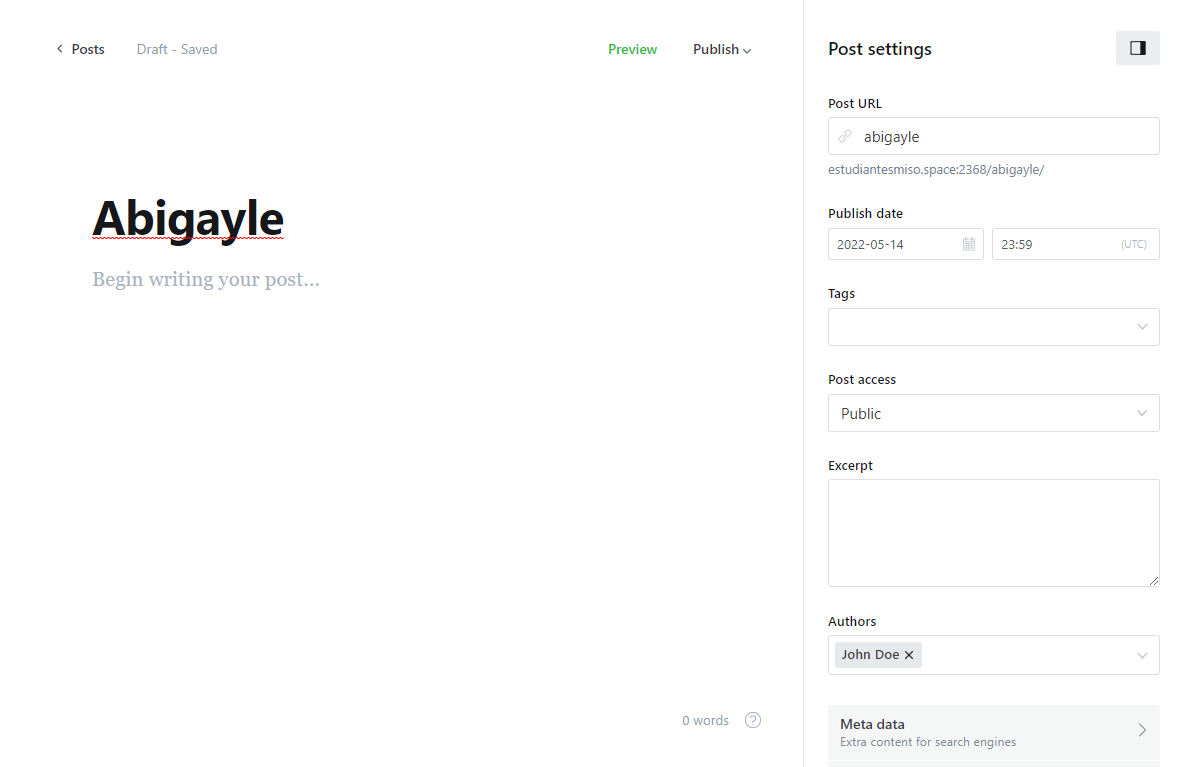 Posts
Draft - Saved
Preview
Publish
Abigayle
Begin writing your post...
0 words
?
Post settings
Post URL
abigayle
estudiantesmiso.space:2368/abigayle/
Publish date
2022-05-14
23:59
(UTC)
Tags
Post access
Public
Excerpt
Authors
John Doe
Meta data
Extra content for search engines